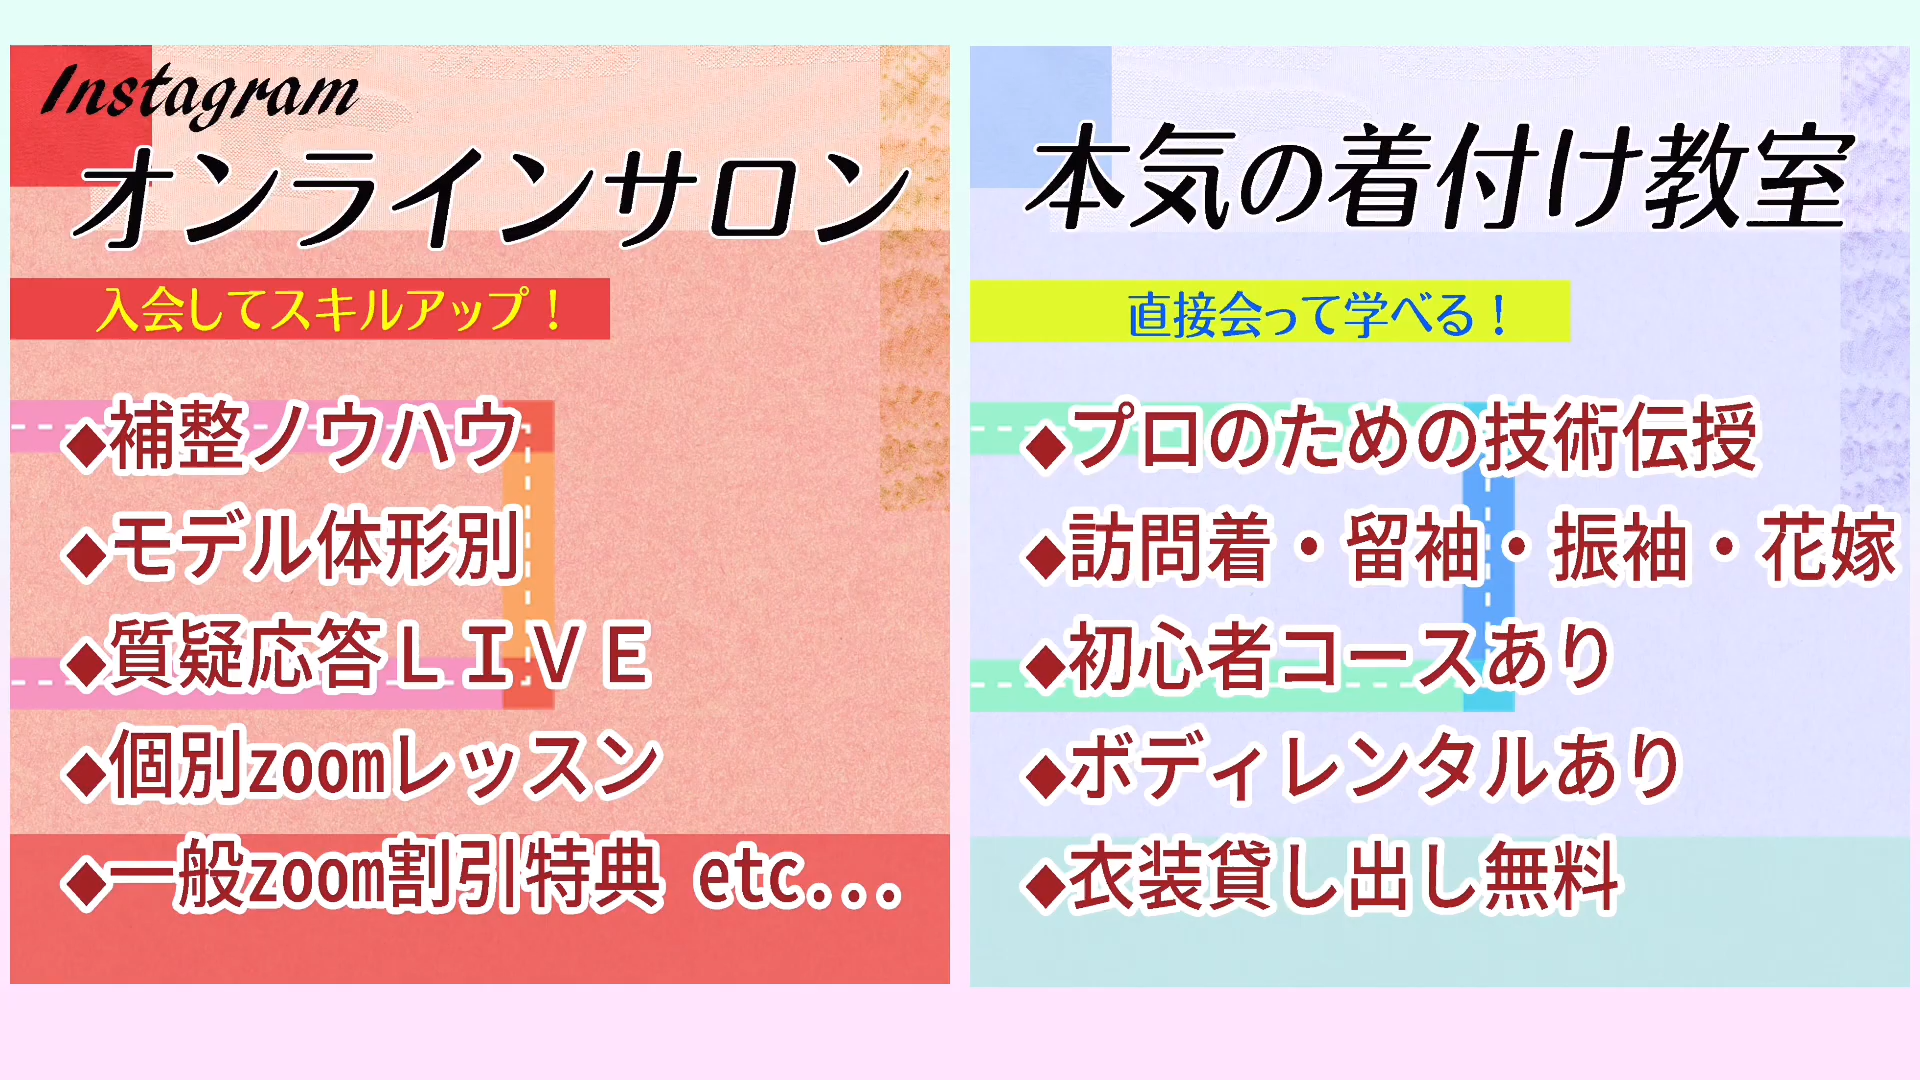 Instagram
オンラインサロン
入会してスキルアップ！
◆補整ノウハウ
◆モデル体形別
◆質疑応答ＬＩＶＥ
◆個別zoomレッスン
◆一般zoom割引特典 etc...
本気の着付け教室
直接会って学べる！
◆プロのための技術伝授
◆訪問着・留袖・振袖・花嫁
◆初心者コースあり
◆ボディレンタルあり
◆衣装貸し出し無料